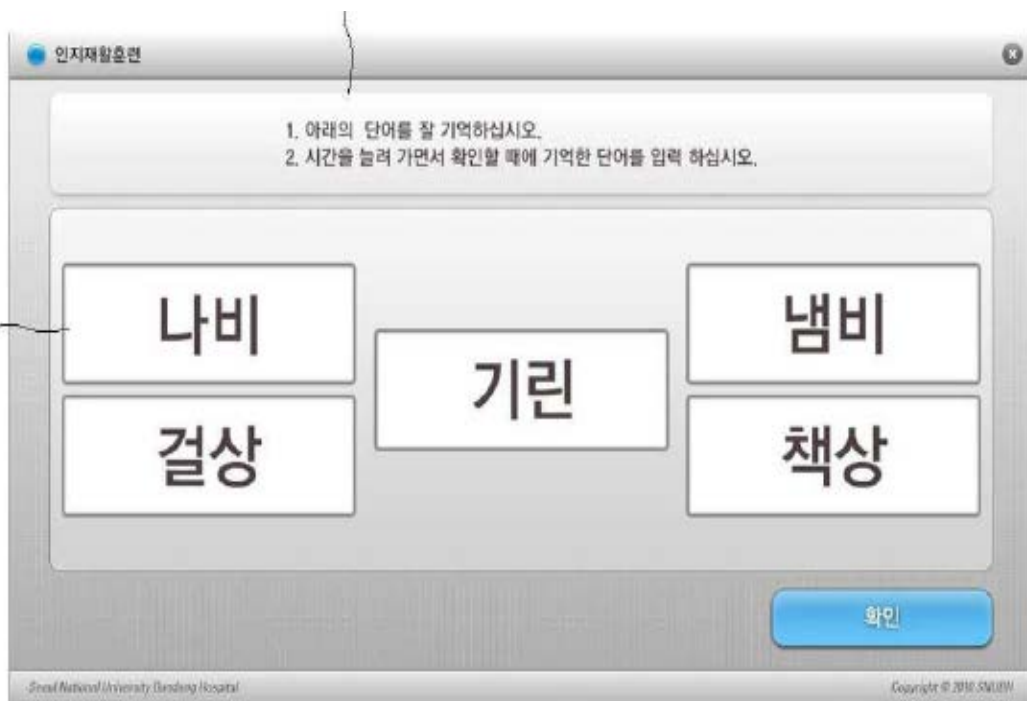 인지재활훈련
1. 아래의 단어를 잘 기억하십시오.
2. 시간을 늘려 가면서 확인할 때에 기억한 단어를 입력 하십시오.
나비
냄비
기린
걸상
책상
확인
Seoul National University Bundang Hospital
Copyright © 2010 SNUBH